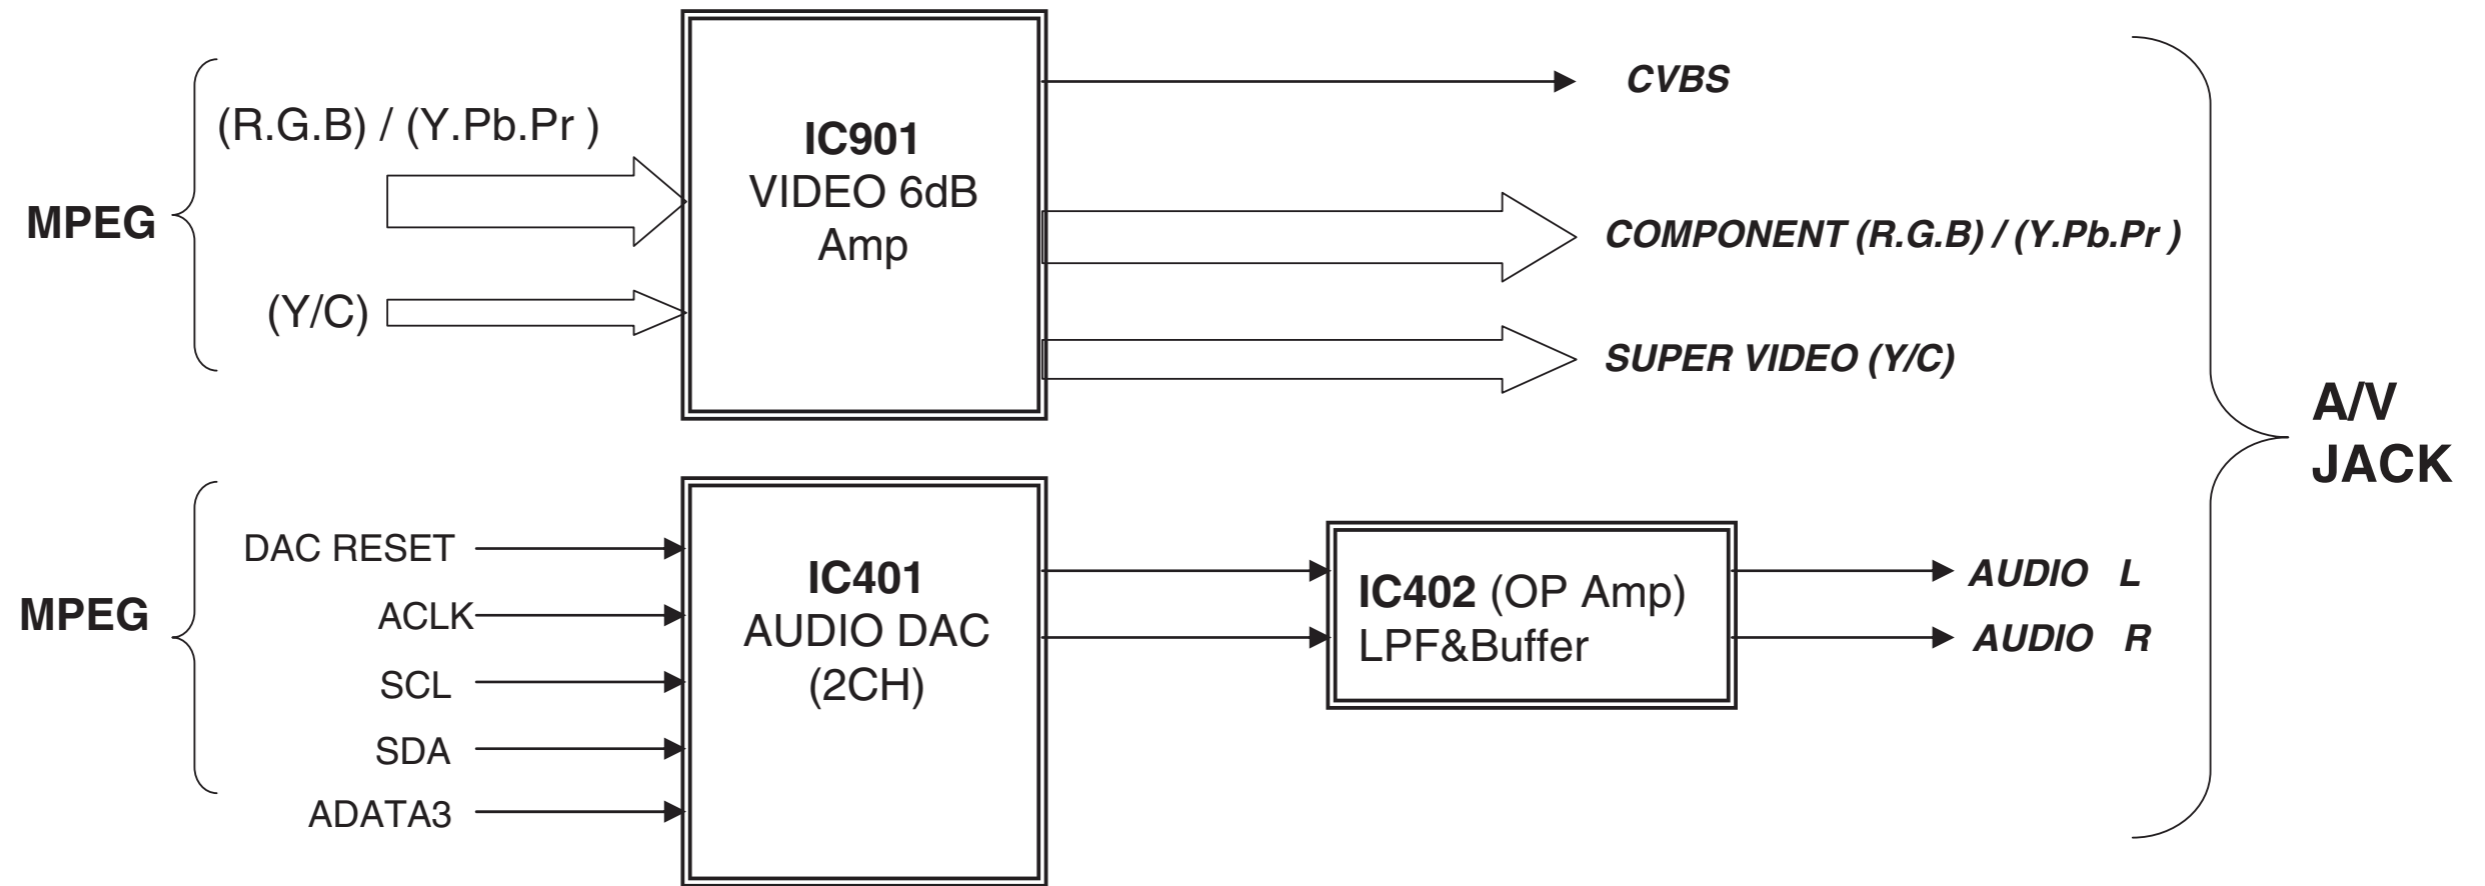 MPEG
(R.G.B) / (Y.Pb.Pr )
(Y/C)
IC901
VIDEO 6dB
Amp
CVBS
COMPONENT (R.G.B) / (Y.Pb.Pr )
SUPER VIDEO (Y/C)
A/V
JACK
MPEG
DAC RESET
ACLK
SCL
SDA
ADATA3
IC401
AUDIO DAC
(2CH)
IC402 (OP Amp)
LPF&Buffer
AUDIO L
AUDIO R